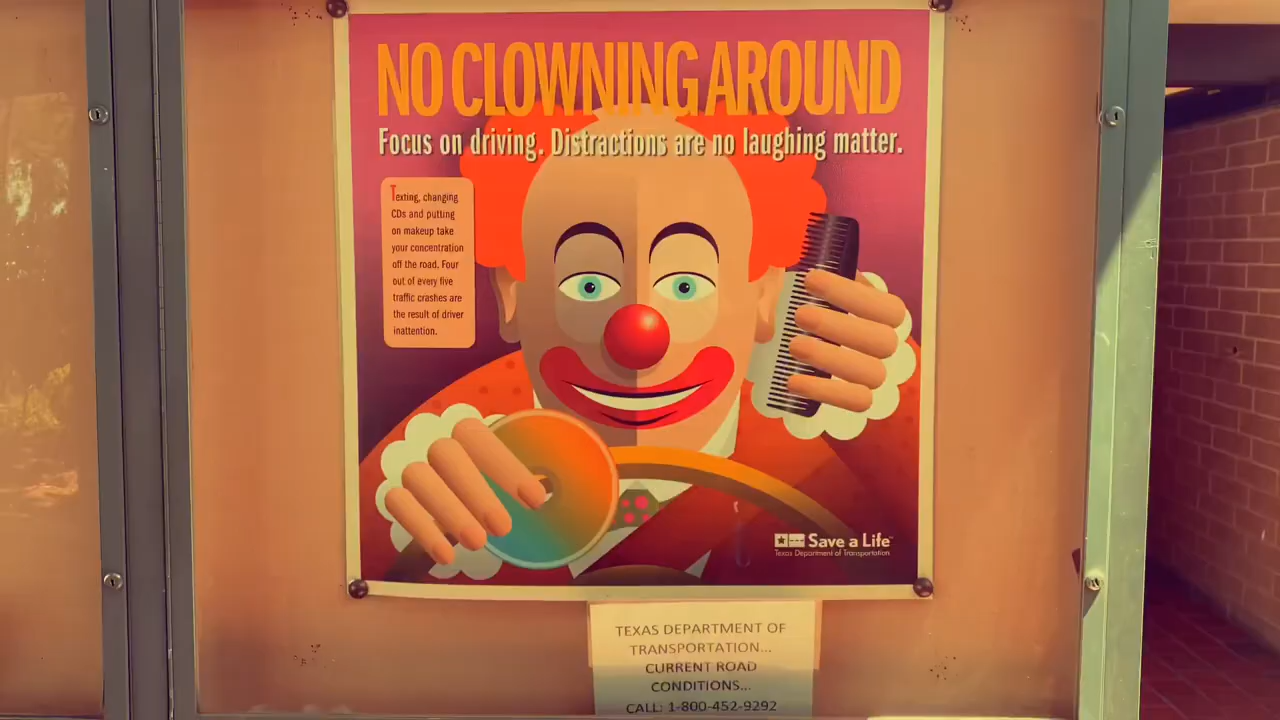 NO CLOWNING AROUND
Focus on driving. Distractions are no laughing matter.
Texting, changing
CDs and putting
on makeup take
your concentration
off the road. Four
out of every five
traffic crashes are
the result of driver
inattention.
Save a Life™
Texas Department of Transportation
TEXAS DEPARTMENT OF
TRANSPORTATION...
CURRENT ROAD
CONDITIONS...
CALL: 1-800-452-9292